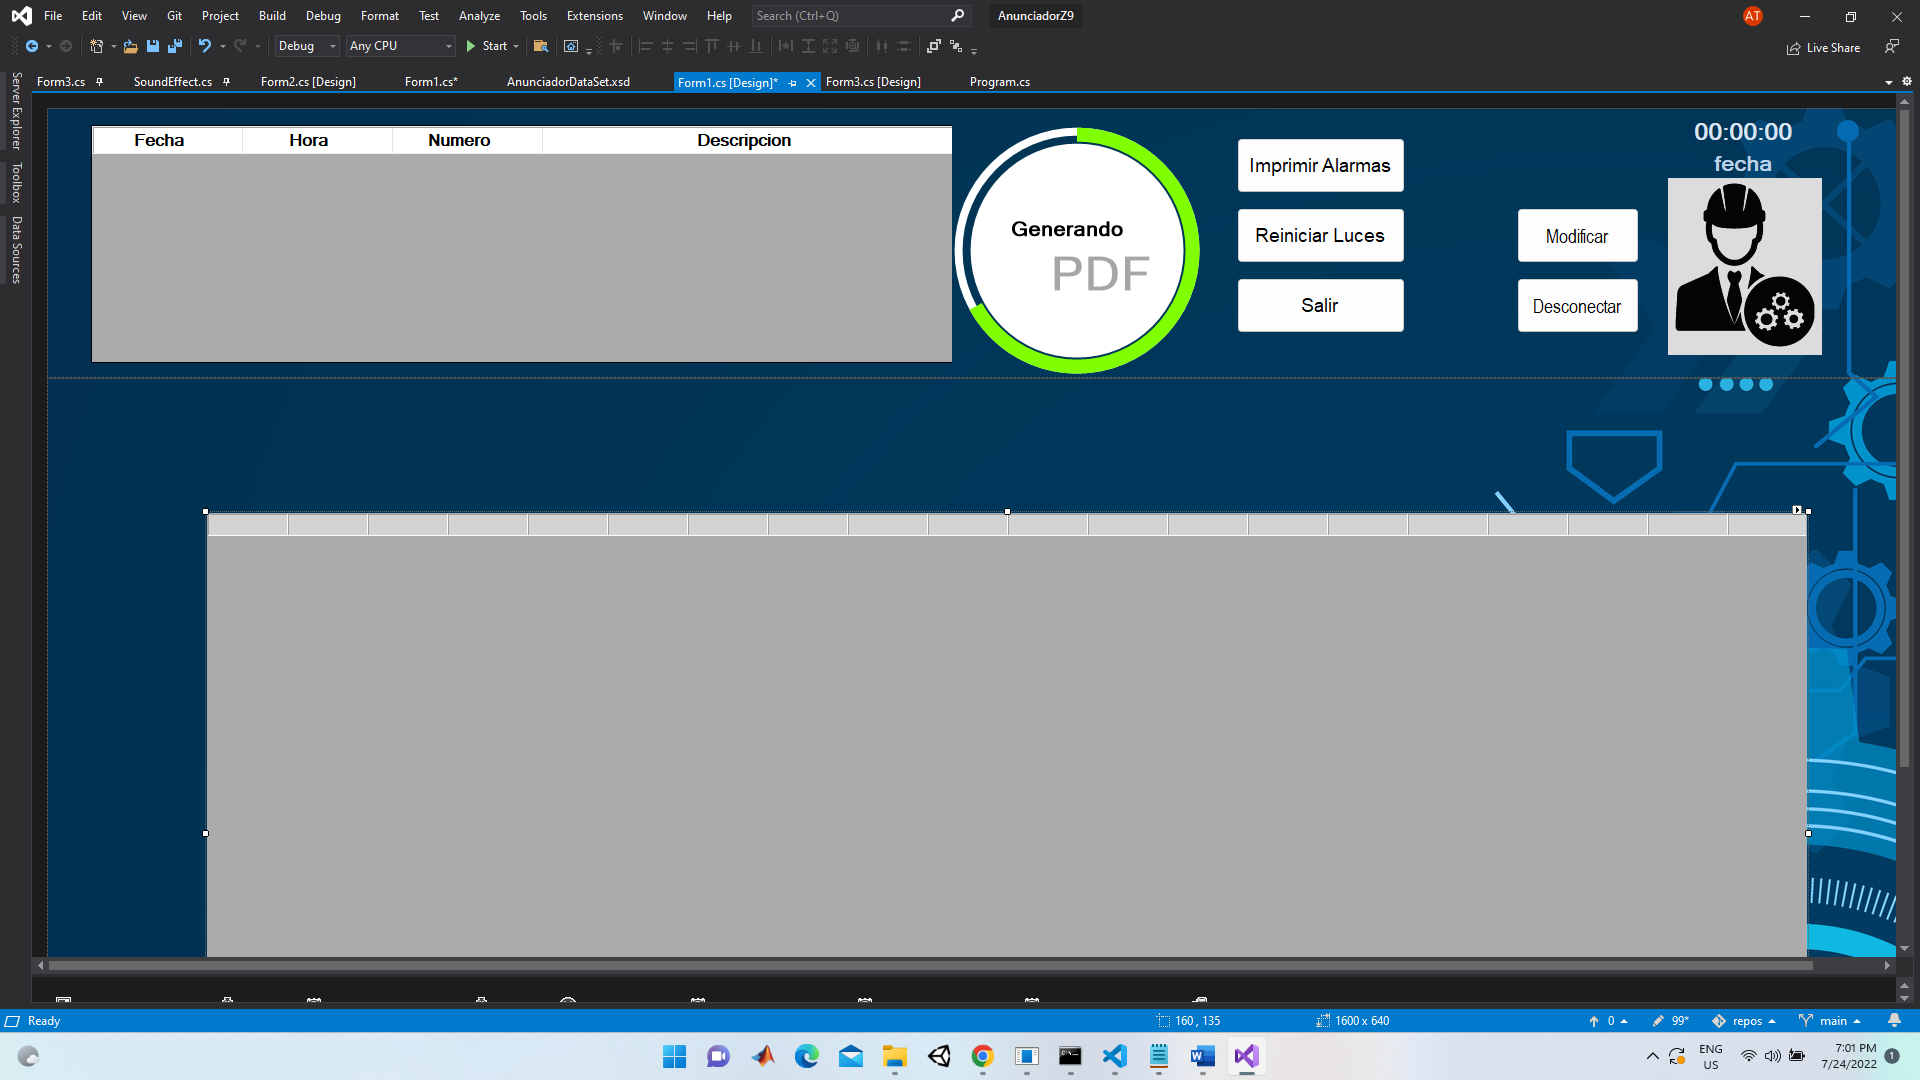 File Edit View Git Project Build Debug Format Test Analyze Tools Extensions Window Help Search (Ctrl+Q) AnunciadorZ9 AT
Debug Any CPU Start Live Share
Form3.cs SoundEffect.cs Form2.cs [Design] Form1.cs* AnunciadorDataSet.xsd Form1.cs [Design]* Form3.cs [Design] Program.cs
Server Explorer
Toolbox
Data Sources
Fecha Hora Numero Descripcion
Generando
PDF
Imprimir Alarmas
Reiniciar Luces
Salir
Modificar
Desconectar
00:00:00
fecha
Ready 160 , 135 1600 x 640 0 99* repos main
ENG
US
7:01 PM
7/24/2022
1